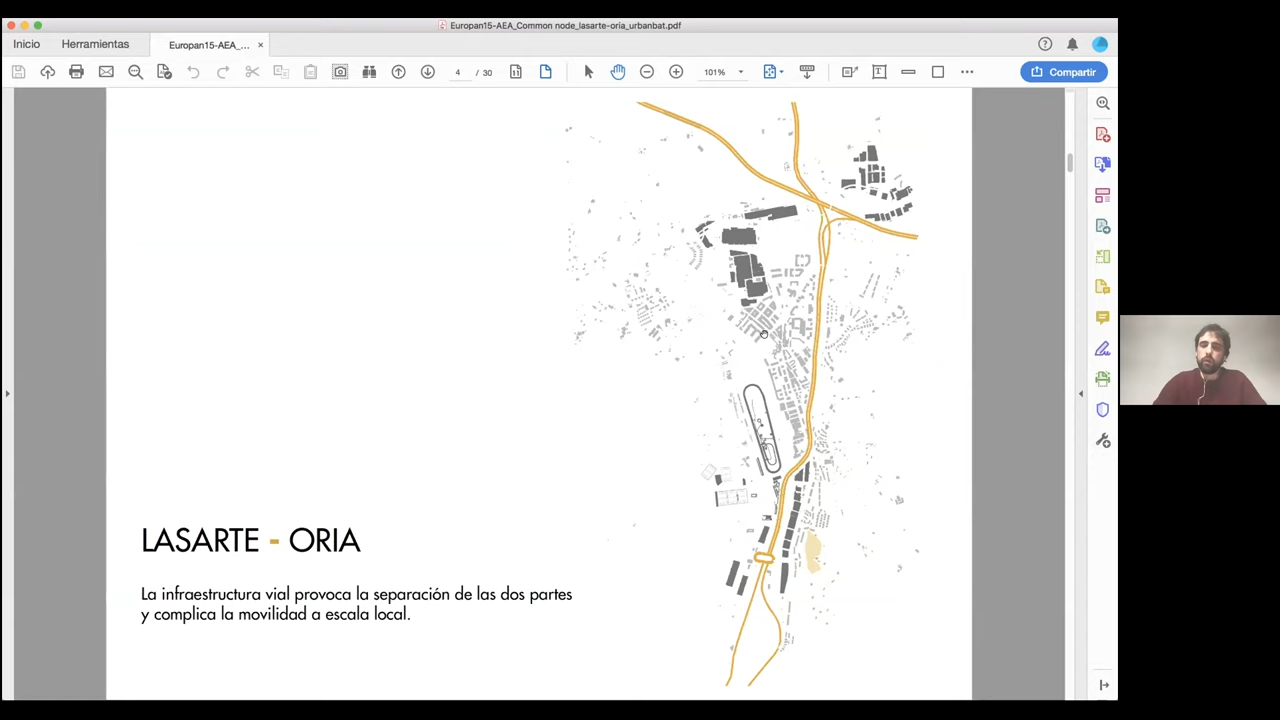 Europan15-AEA_Common node_lasarte-oria_urbanbat.pdf
Inicio
Herramientas
Europan15-AEA_...
4 / 30
101%
Compartir
LASARTE - ORIA
La infraestructura vial provoca la separación de las dos partes
y complica la movilidad a escala local.